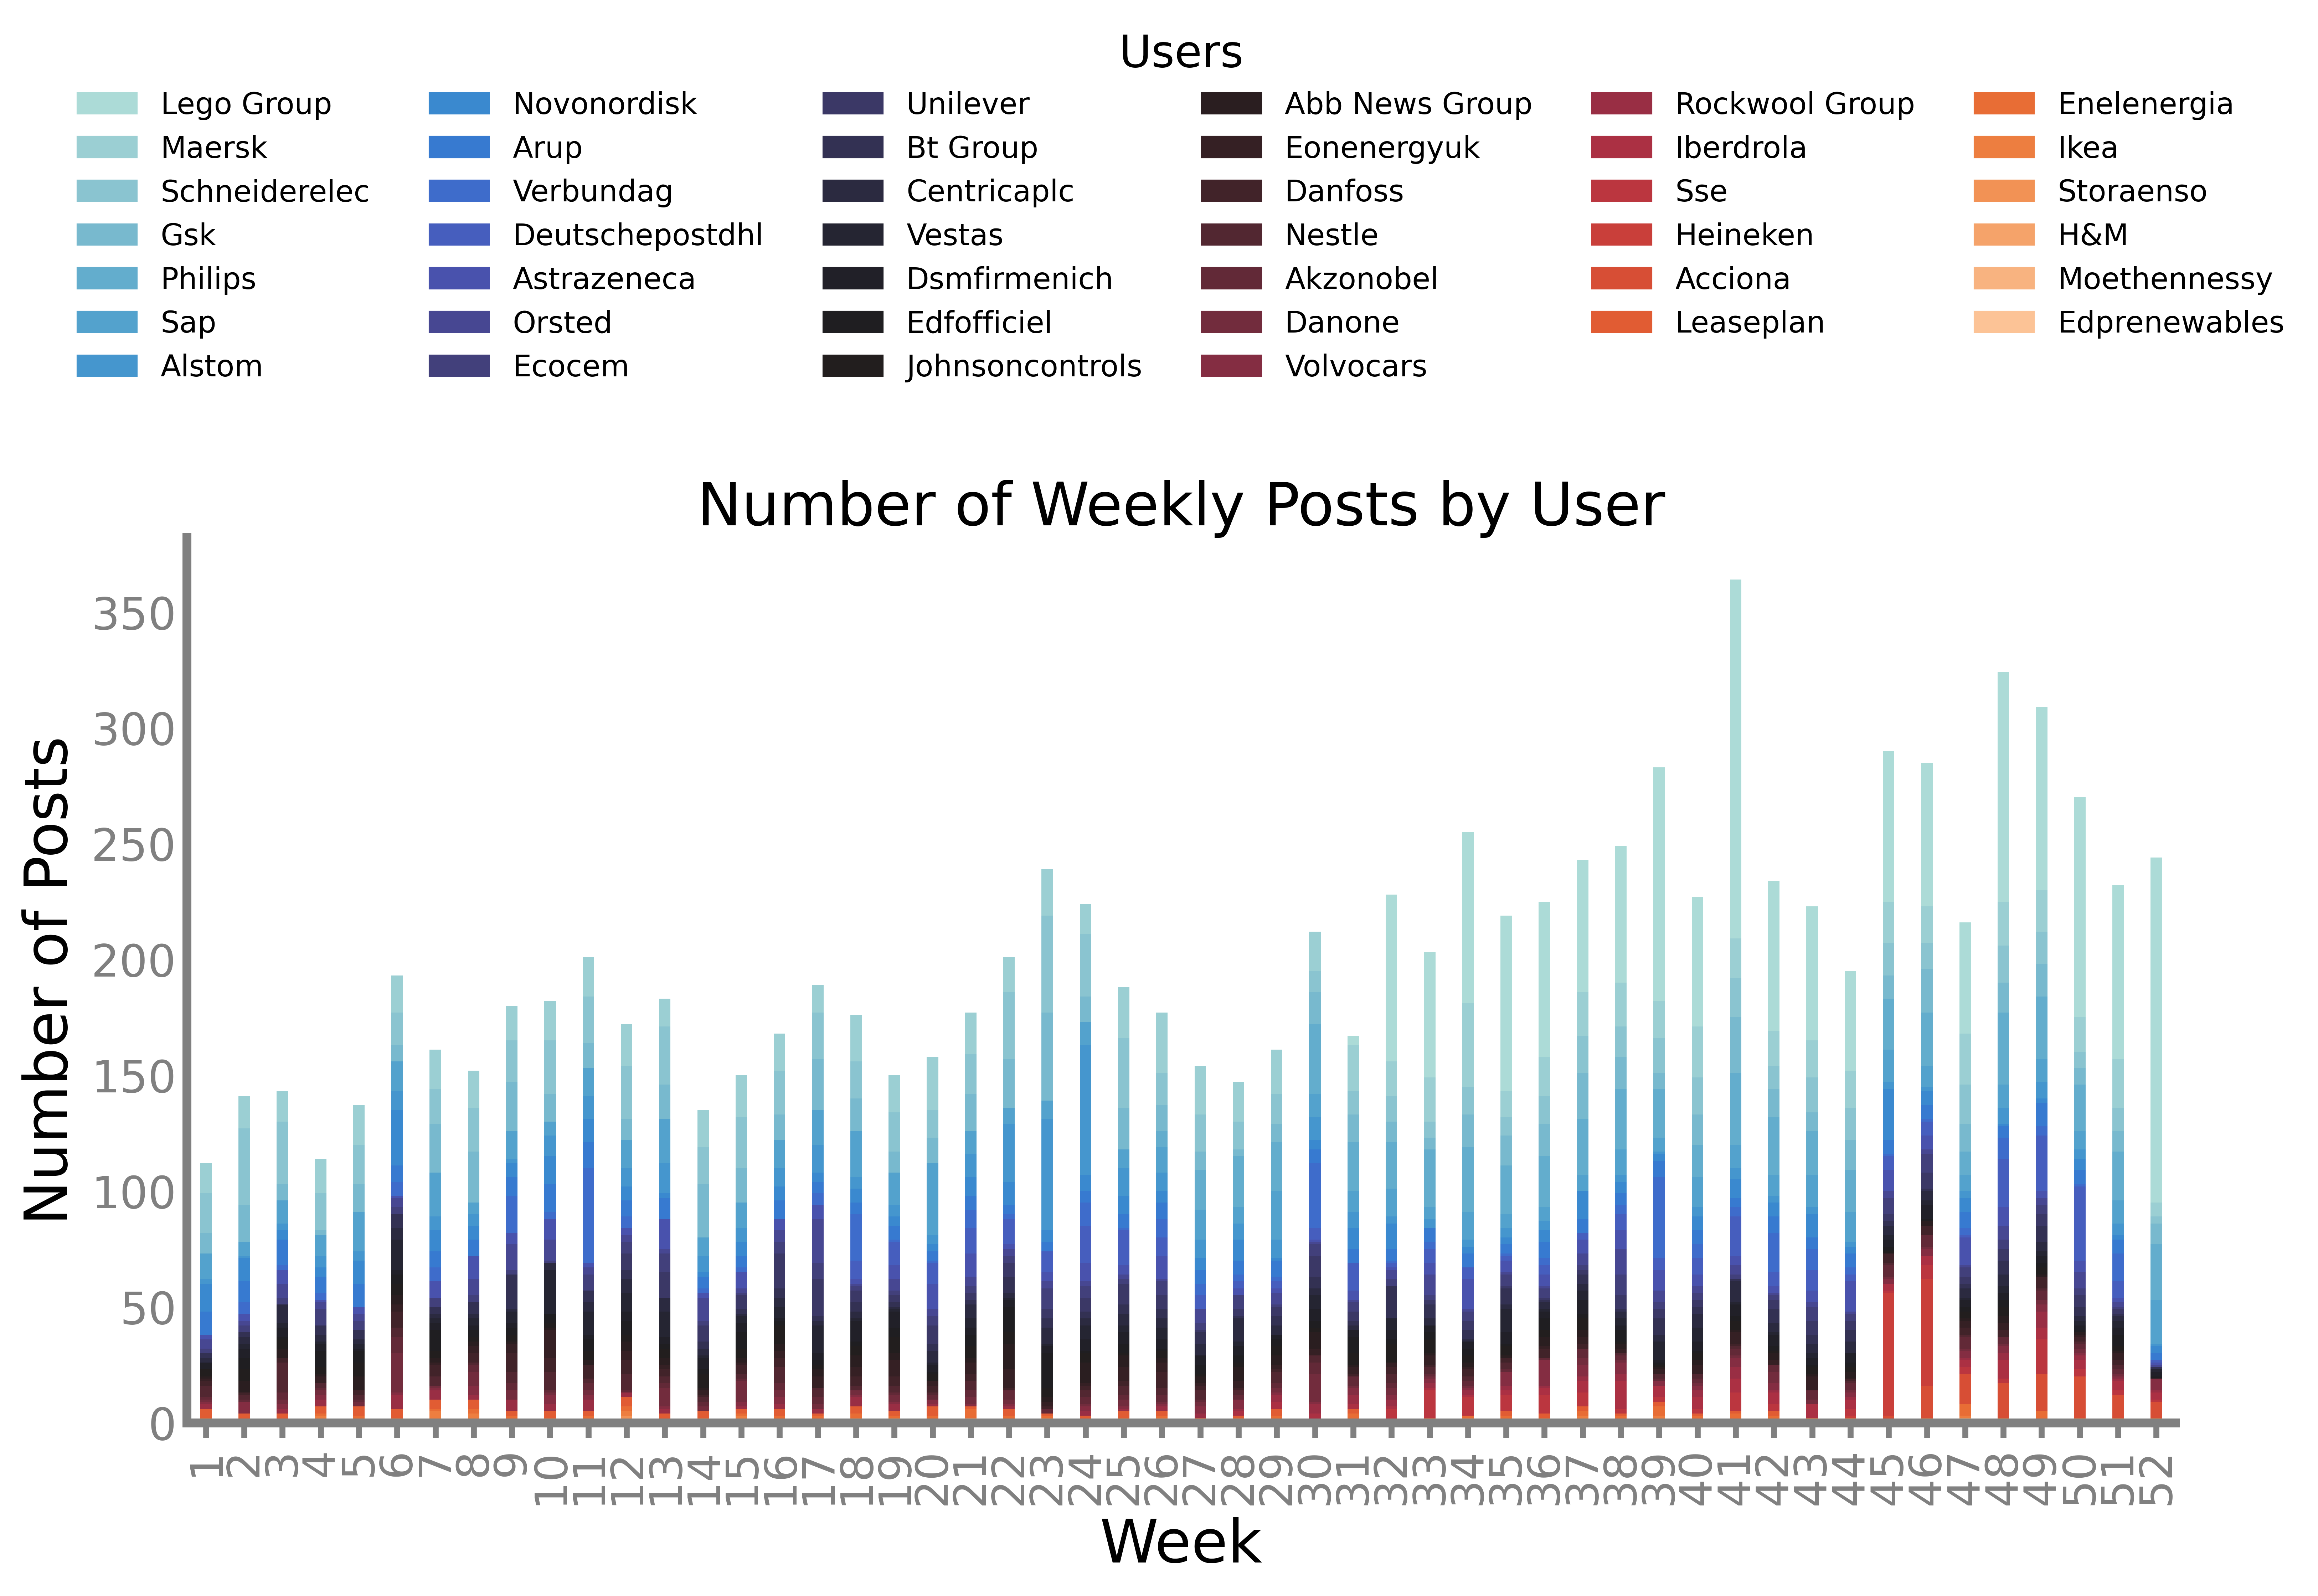 Users
Lego Group Novonordisk Unilever Abb News Group Rockwool Group Enelenergia
Maersk Arup Bt Group Eonenergyuk Iberdrola Ikea
Schneiderelec Verbundag Centricaplc Danfoss Sse Storaenso
Gsk Deutschepostdhl Vestas Nestle Heineken H&M
Philips Astrazeneca Dsmfirmenich Akzonobel Acciona Moethennessy
Sap Orsted Edfofficiel Danone Leaseplan Edprenewables
Alstom Ecocem Johnsoncontrols Volvocars
Number of Weekly Posts by User
Number of Posts
350
300
250
200
150
100
50
0
1 2 3 4 5 6 7 8 9 10 11 12 13 14 15 16 17 18 19 20 21 22 23 24 25 26 27 28 29 30 31 32 33 34 35 36 37 38 39 40 41 42 43 44 45 46 47 48 49 50 51 52
Week